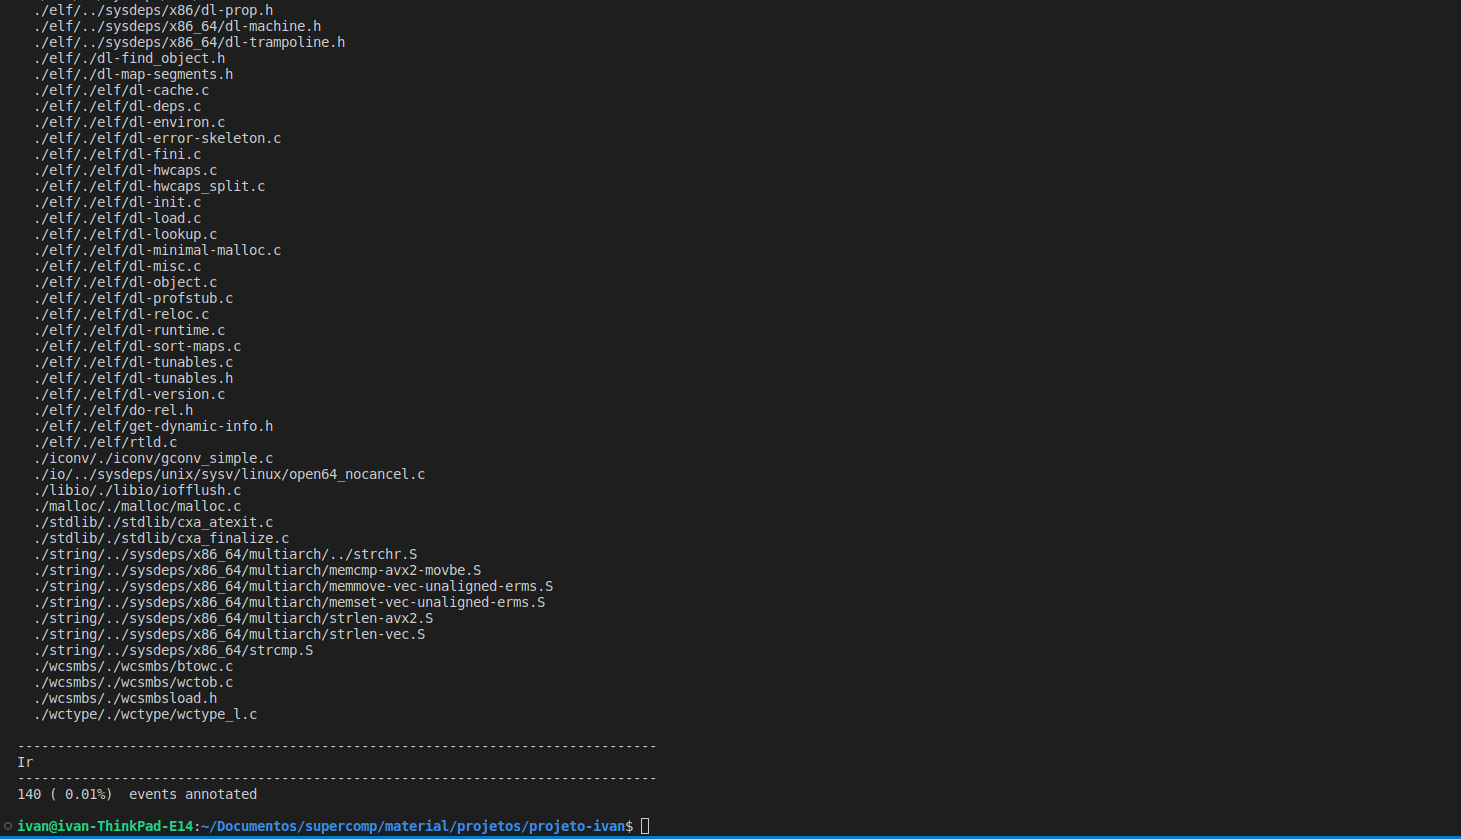 ./elf/../sysdeps/x86/dl-prop.h
./elf/../sysdeps/x86_64/dl-machine.h
./elf/../sysdeps/x86_64/dl-trampoline.h
./elf/./dl-find_object.h
./elf/./dl-map-segments.h
./elf/./elf/dl-cache.c
./elf/./elf/dl-deps.c
./elf/./elf/dl-environ.c
./elf/./elf/dl-error-skeleton.c
./elf/./elf/dl-fini.c
./elf/./elf/dl-hwcaps.c
./elf/./elf/dl-hwcaps_split.c
./elf/./elf/dl-init.c
./elf/./elf/dl-load.c
./elf/./elf/dl-lookup.c
./elf/./elf/dl-minimal-malloc.c
./elf/./elf/dl-misc.c
./elf/./elf/dl-object.c
./elf/./elf/dl-profstub.c
./elf/./elf/dl-reloc.c
./elf/./elf/dl-runtime.c
./elf/./elf/dl-sort-maps.c
./elf/./elf/dl-tunables.c
./elf/./elf/dl-tunables.h
./elf/./elf/dl-version.c
./elf/./elf/do-rel.h
./elf/./elf/get-dynamic-info.h
./elf/./elf/rtld.c
./iconv/./iconv/gconv_simple.c
./io/../sysdeps/unix/sysv/linux/open64_nocancel.c
./libio/./libio/iofflush.c
./malloc/./malloc/malloc.c
./stdlib/./stdlib/cxa_atexit.c
./stdlib/./stdlib/cxa_finalize.c
./string/../sysdeps/x86_64/multiarch/../strchr.S
./string/../sysdeps/x86_64/multiarch/memcmp-avx2-movbe.S
./string/../sysdeps/x86_64/multiarch/memmove-vec-unaligned-erms.S
./string/../sysdeps/x86_64/multiarch/memset-vec-unaligned-erms.S
./string/../sysdeps/x86_64/multiarch/strlen-avx2.S
./string/../sysdeps/x86_64/multiarch/strlen-vec.S
./string/../sysdeps/x86_64/strcmp.S
./wcsmbs/./wcsmbs/btowc.c
./wcsmbs/./wcsmbs/wctob.c
./wcsmbs/./wcsmbsload.h
./wctype/./wctype/wctype_l.c
--------------------------------------------------------------------------------
Ir
--------------------------------------------------------------------------------
140 ( 0.01%)  events annotated
ivan@ivan-ThinkPad-E14:~/Documentos/supercomp/material/projetos/projeto-ivan$